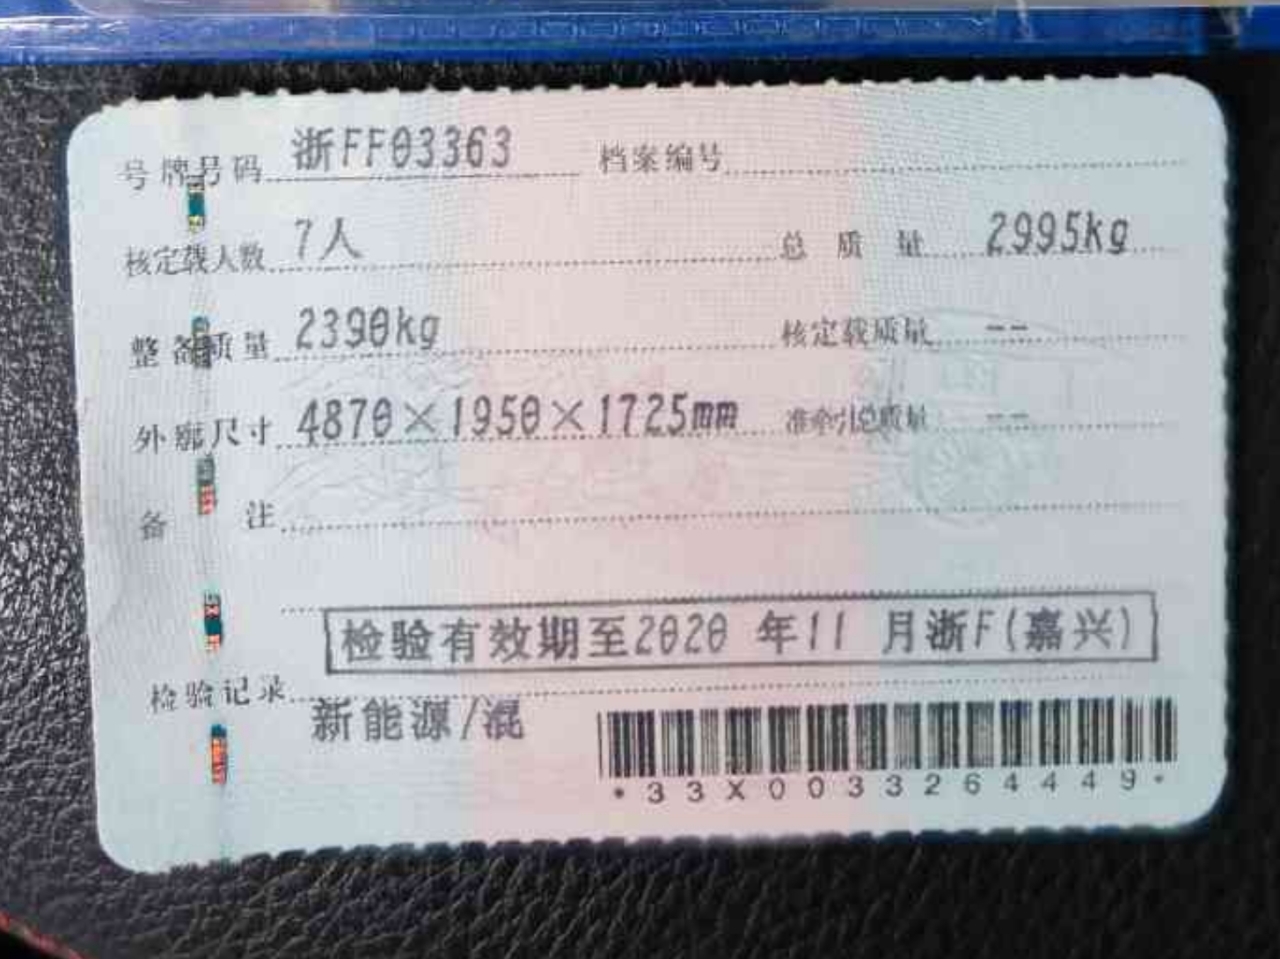 号牌号码 浙FF03363 档案编号
核定载人数 7人 总质量 2995kg
整备质量 2390kg 核定载质量 --
外廓尺寸 4870×1950×1725mm 准牵引总质量 --
备注
检验有效期至2020 年11 月浙F(嘉兴)
检验记录
新能源/混
*33X0033264449*